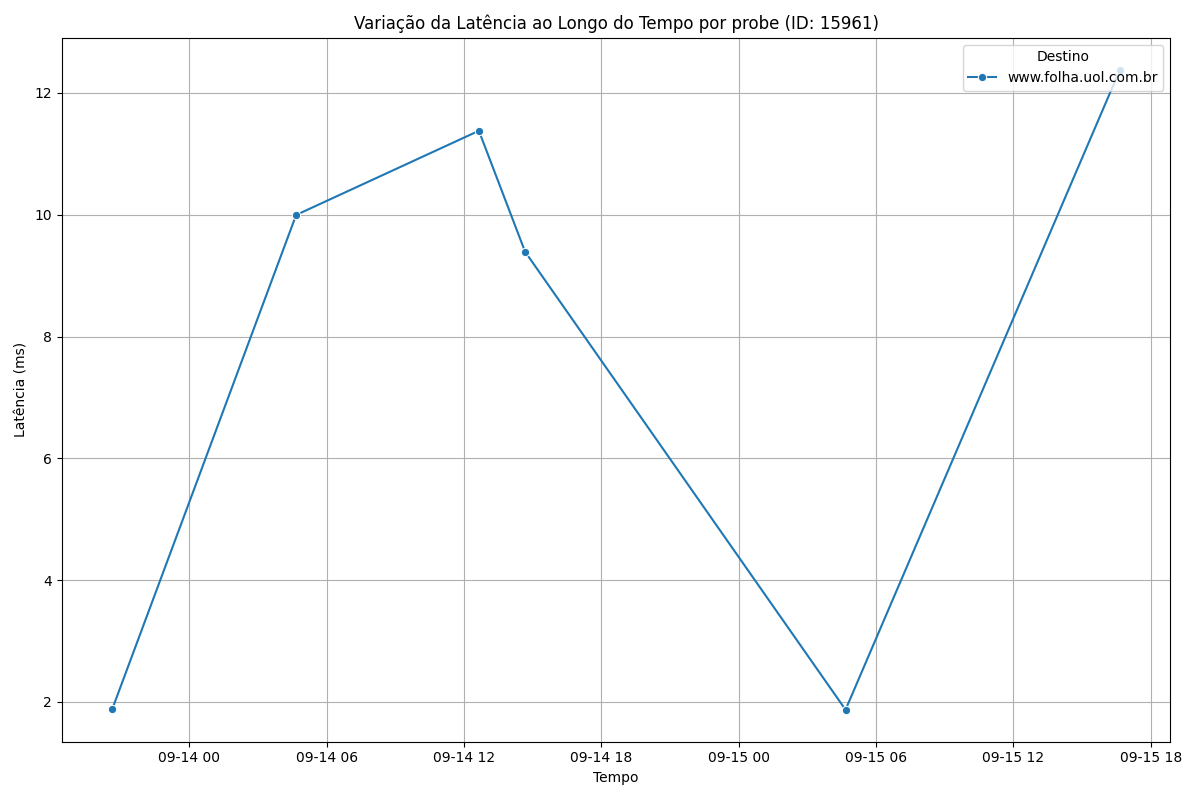 Variação da Latência ao Longo do Tempo por probe (ID: 15961)
Destino
www.folha.uol.com.br
12
10
8
6
4
2
Latência (ms)
09-14 00 09-14 06 09-14 12 09-14 18 09-15 00 09-15 06 09-15 12 09-15 18
Tempo